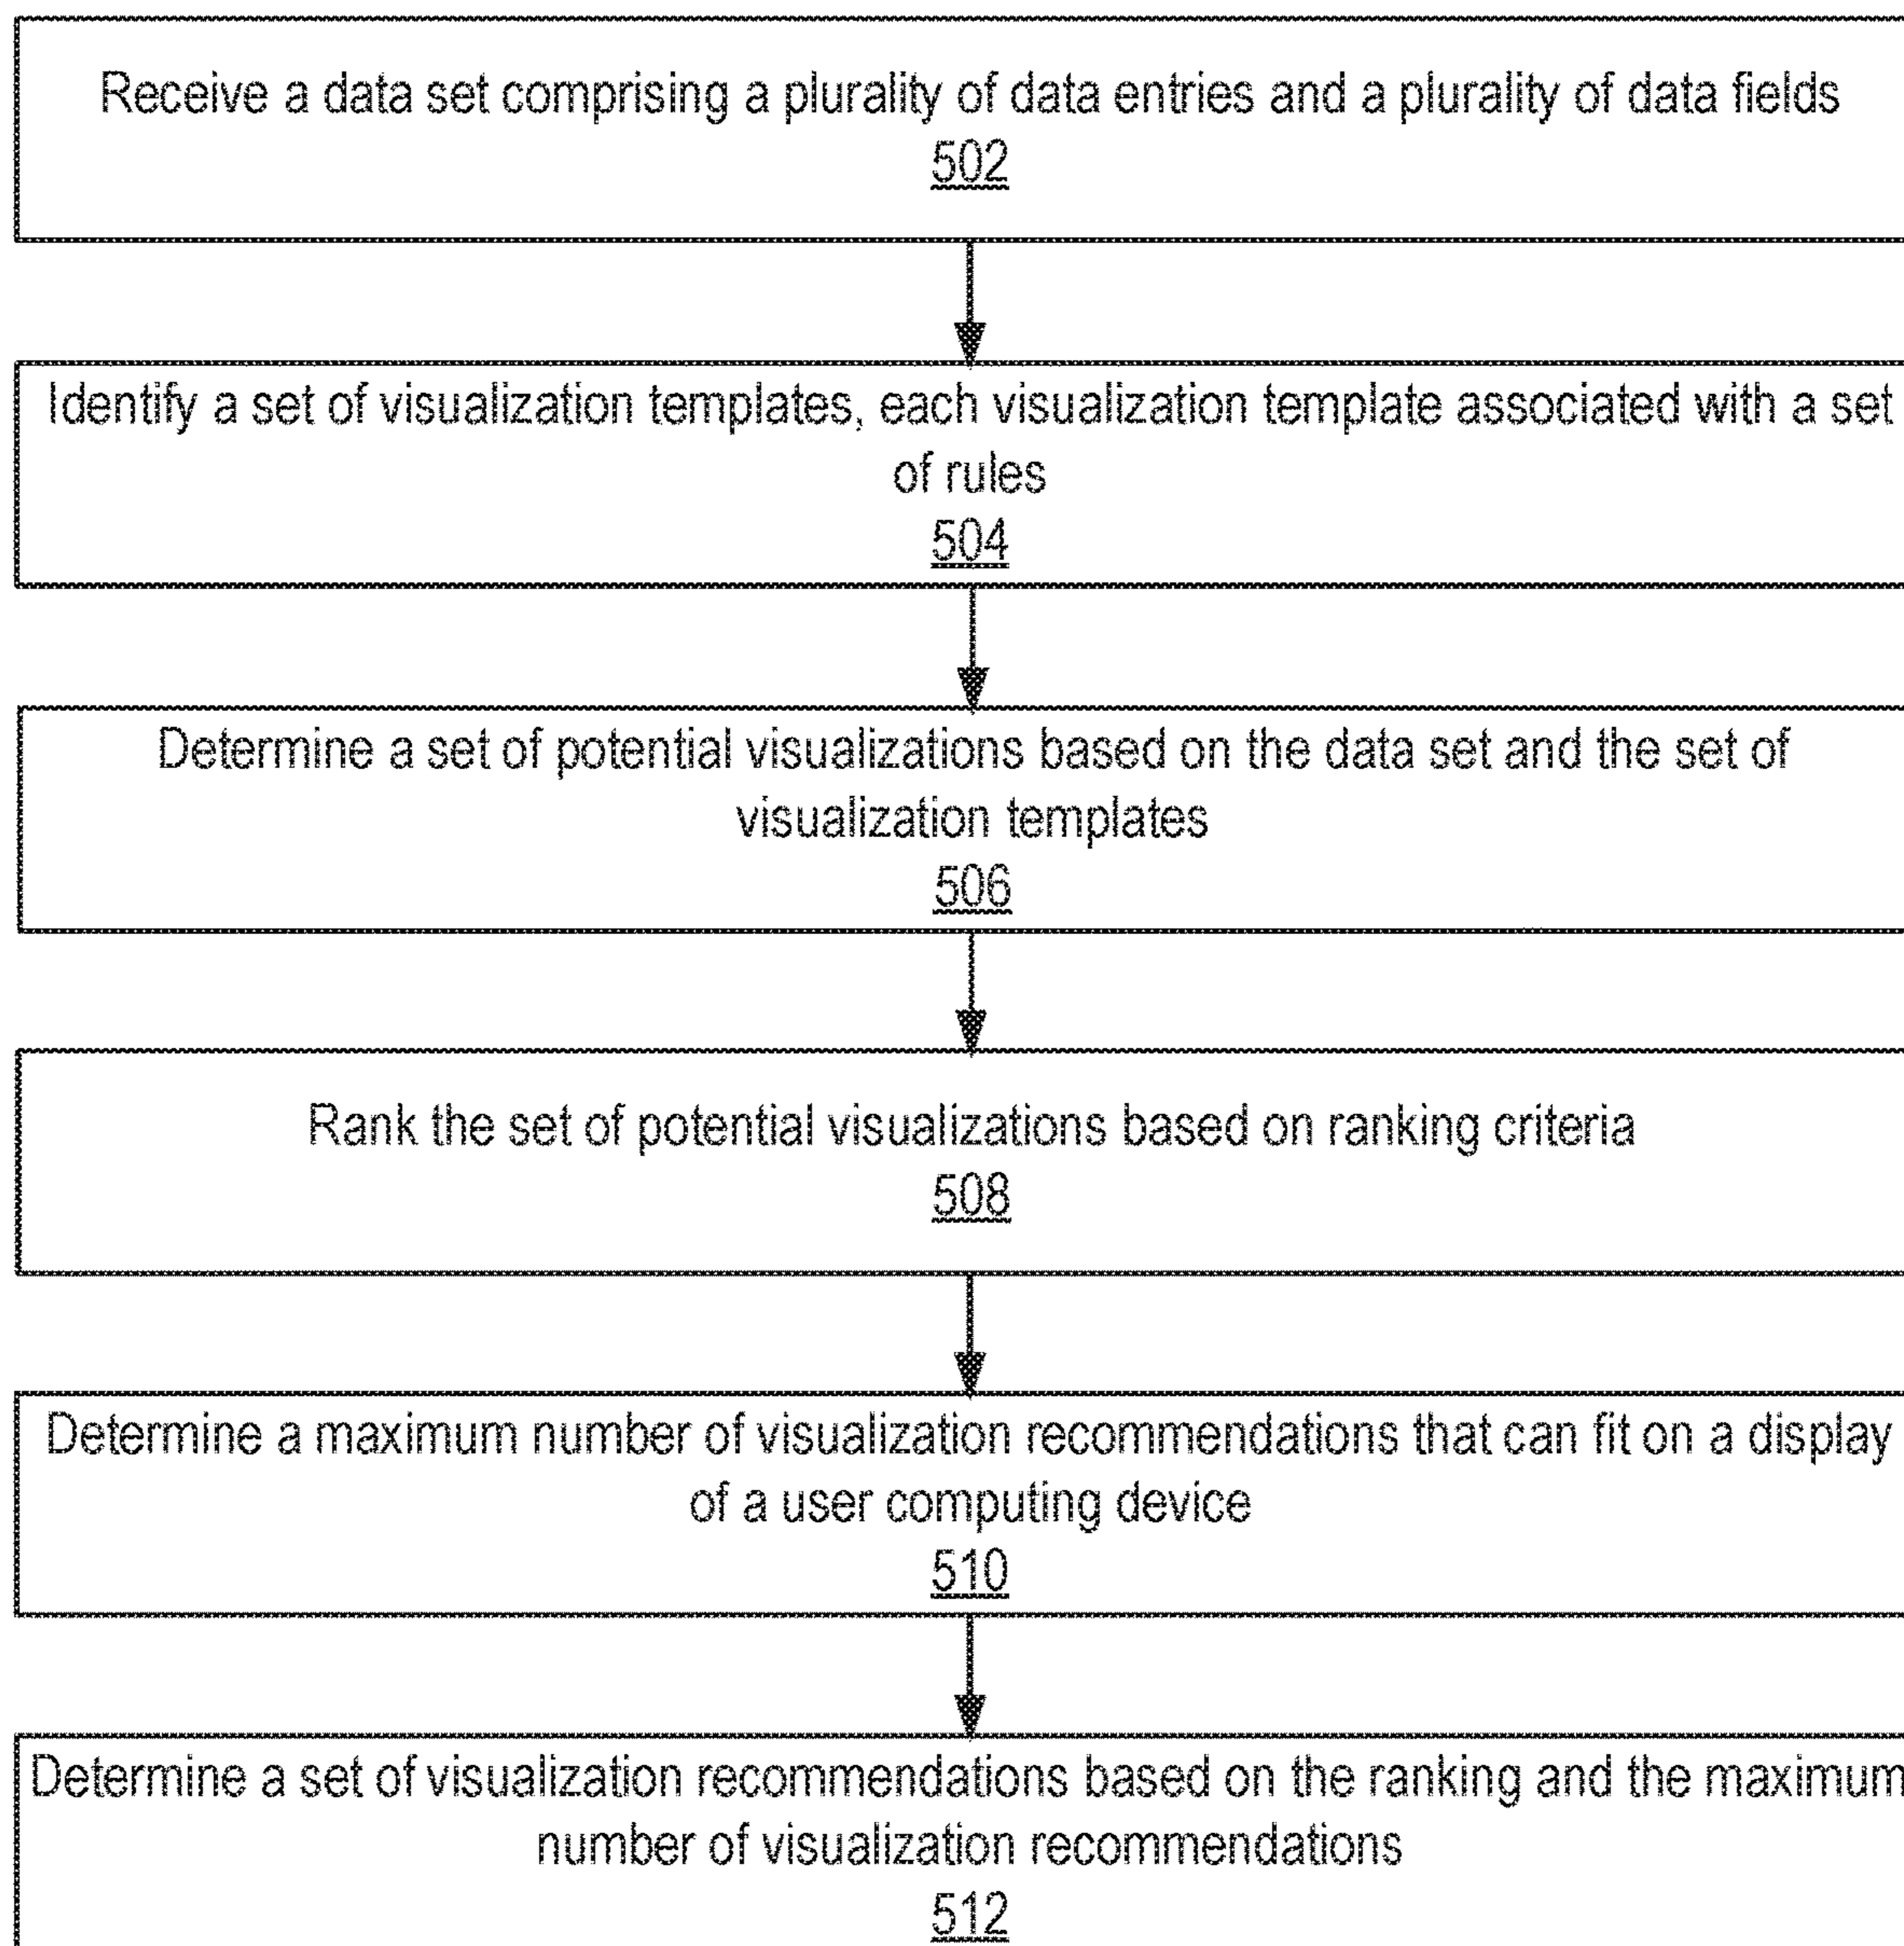 Receive a data set comprising a plurality of data entries and a plurality of data fields
502
Identify a set of visualization templates, each visualization template associated with a set
of rules
504
Determine a set of potential visualizations based on the data set and the set of
visualization templates
506
Rank the set of potential visualizations based on ranking criteria
508
Determine a maximum number of visualization recommendations that can fit on a display
of a user computing device
510
Determine a set of visualization recommendations based on the ranking and the maximum
number of visualization recommendations
512